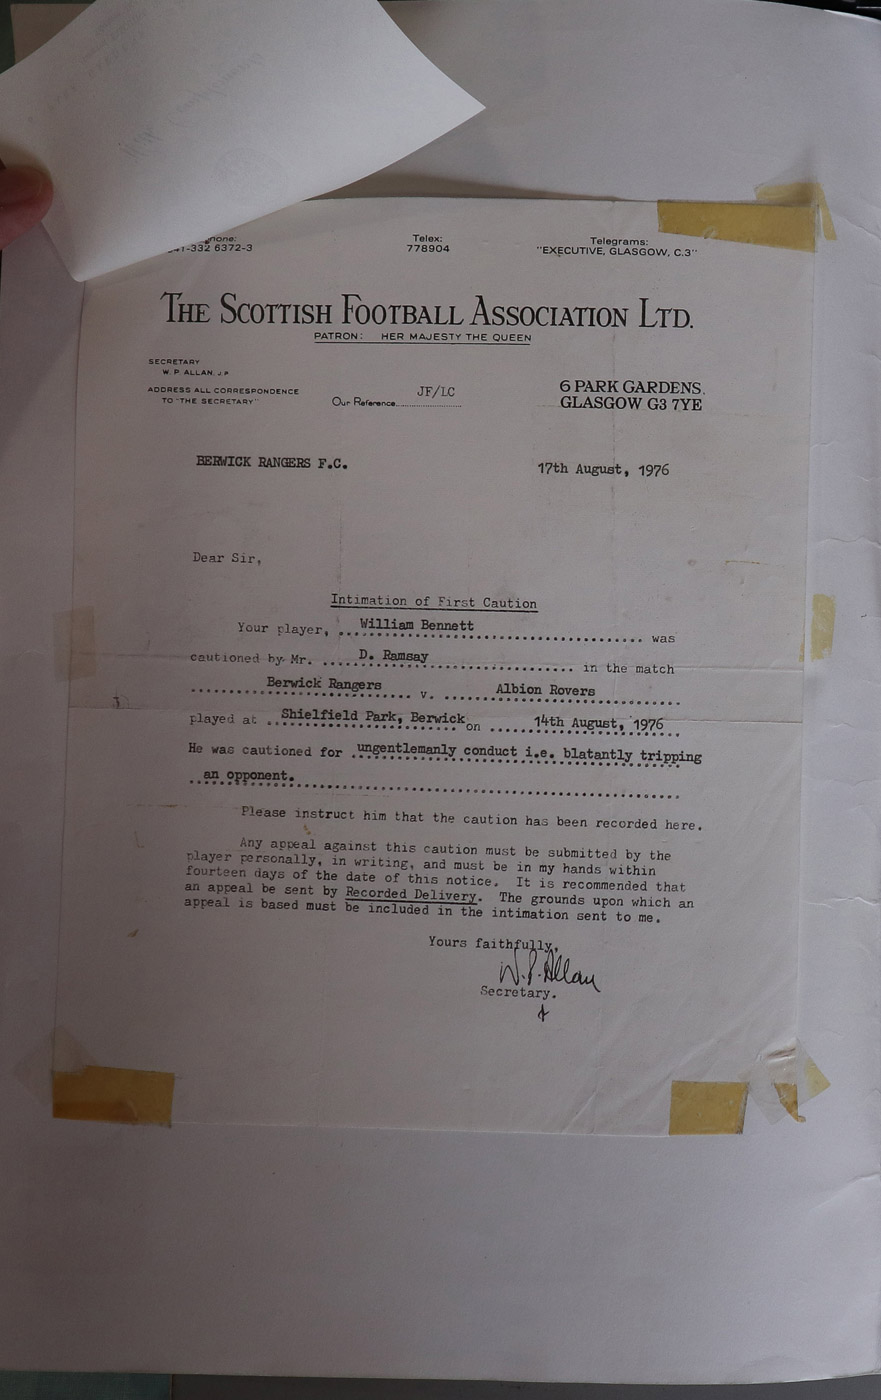 Telex:
778904
Telegrams:
"EXECUTIVE, GLASGOW, C.3"
332 6372-3
THE SCOTTISH FOOTBALL ASSOCIATION LTD.
PATRON: HER MAJESTY THE QUEEN
SECRETARY
W. P. ALLAN, J.P
ADDRESS ALL CORRESPONDENCE
TO "THE SECRETARY"
Our Reference JF/LC
6 PARK GARDENS,
GLASGOW G3 7YE
BERWICK RANGERS F.C.
17th August, 1976
Dear Sir,
Intimation of First Caution
Your player, William Bennett was
cautioned by Mr. D. Ramsay in the match
Berwick Rangers v. Albion Rovers
played at Shielfield Park, Berwick on 14th August, 1976
He was cautioned for ungentlemanly conduct i.e. blatantly tripping
an opponent.
Please instruct him that the caution has been recorded here.
Any appeal against this caution must be submitted by the
player personally, in writing, and must be in my hands within
fourteen days of the date of this notice. It is recommended that
an appeal be sent by Recorded Delivery. The grounds upon which an
appeal is based must be included in the intimation sent to me.
Yours faithfully,
W. P. Allan
Secretary.